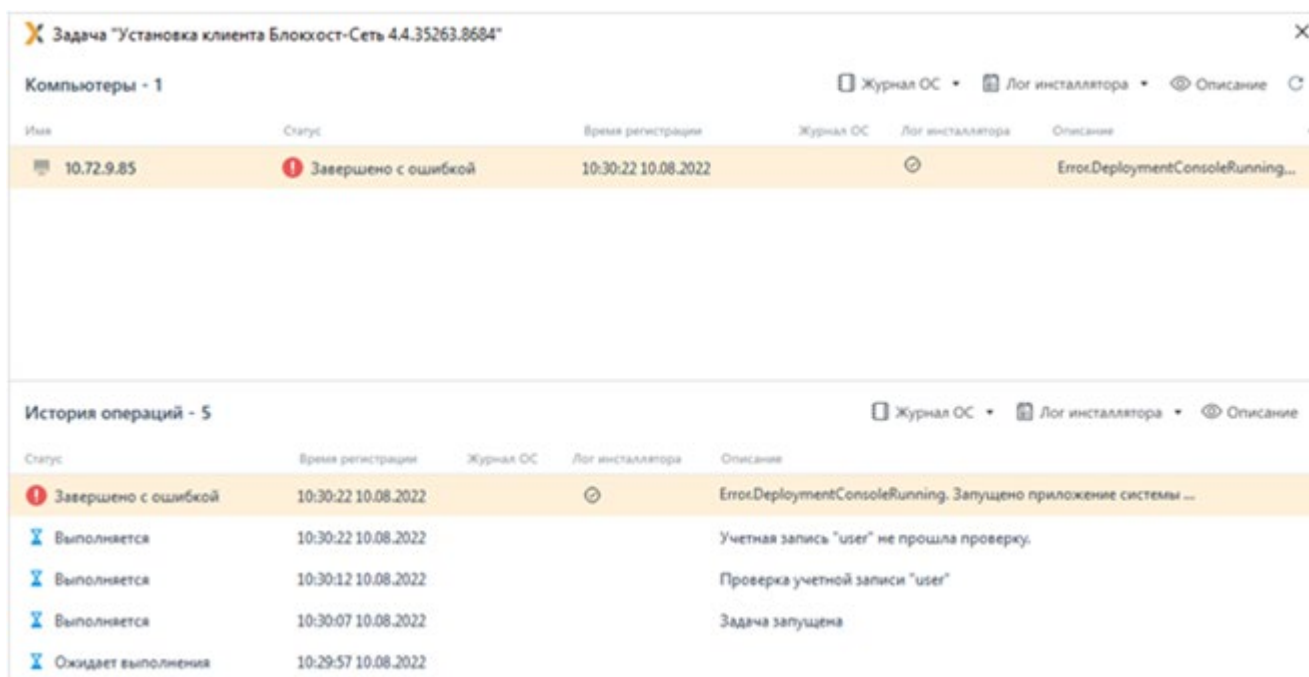 Задача "Установка клиента Блокхост-Сеть 4.4.35263.8684"
Компьютеры - 1
Журнал ОС Лог инсталлятора Описание
Имя Статус Время регистрации Журнал ОС Лог инсталлятора Описание
10.72.9.85 Завершено с ошибкой 10:30:22 10.08.2022 Error.DeploymentConsoleRunning...
История операций - 5
Журнал ОС Лог инсталлятора Описание
Статус Время регистрации Журнал ОС Лог инсталлятора Описание
Завершено с ошибкой 10:30:22 10.08.2022 Error.DeploymentConsoleRunning. Запущено приложение системы ...
Выполняется 10:30:22 10.08.2022 Учетная запись "user" не прошла проверку.
Выполняется 10:30:12 10.08.2022 Проверка учетной записи "user"
Выполняется 10:30:07 10.08.2022 Задача запущена
Ожидает выполнения 10:29:57 10.08.2022